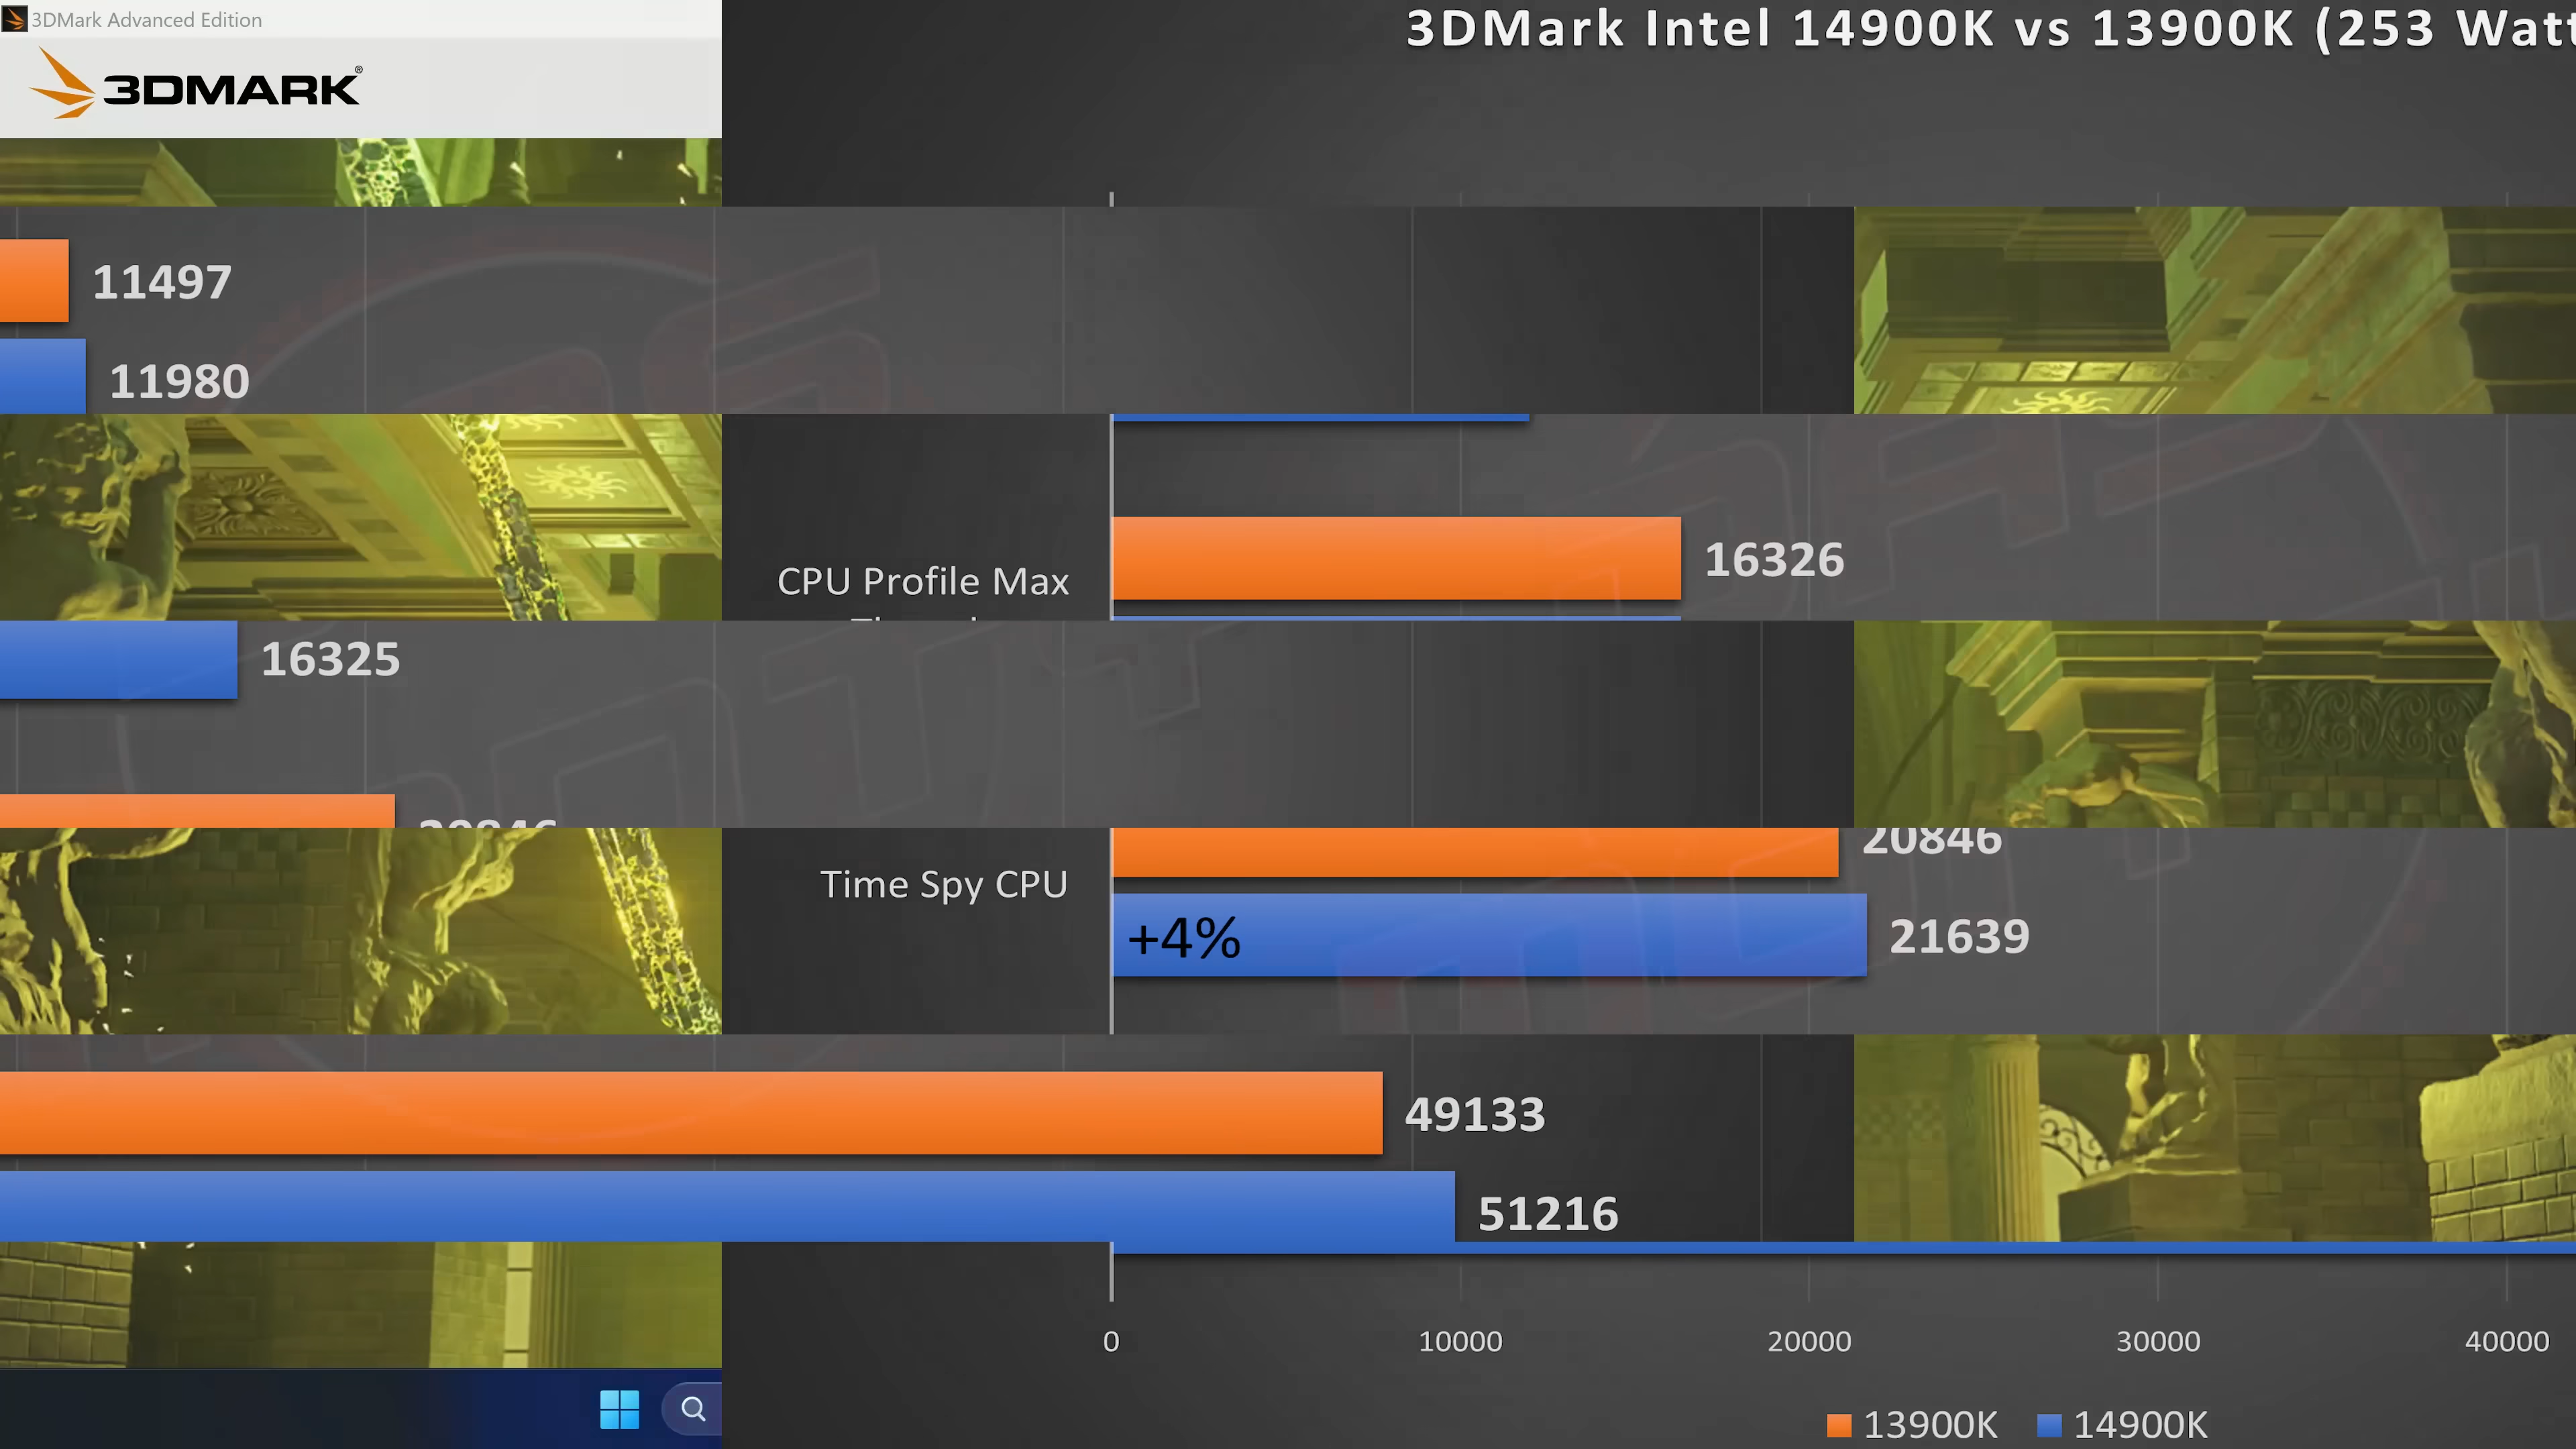 3DMark Advanced Edition
3DMARK®
3DMark Intel 14900K vs 13900K (253
11497
11980
16326
CPU Profile Max
16325
20846
20846
Time Spy CPU
+4%
21639
49133
51216
0 10000 20000 30000 40000
13900K 14900K